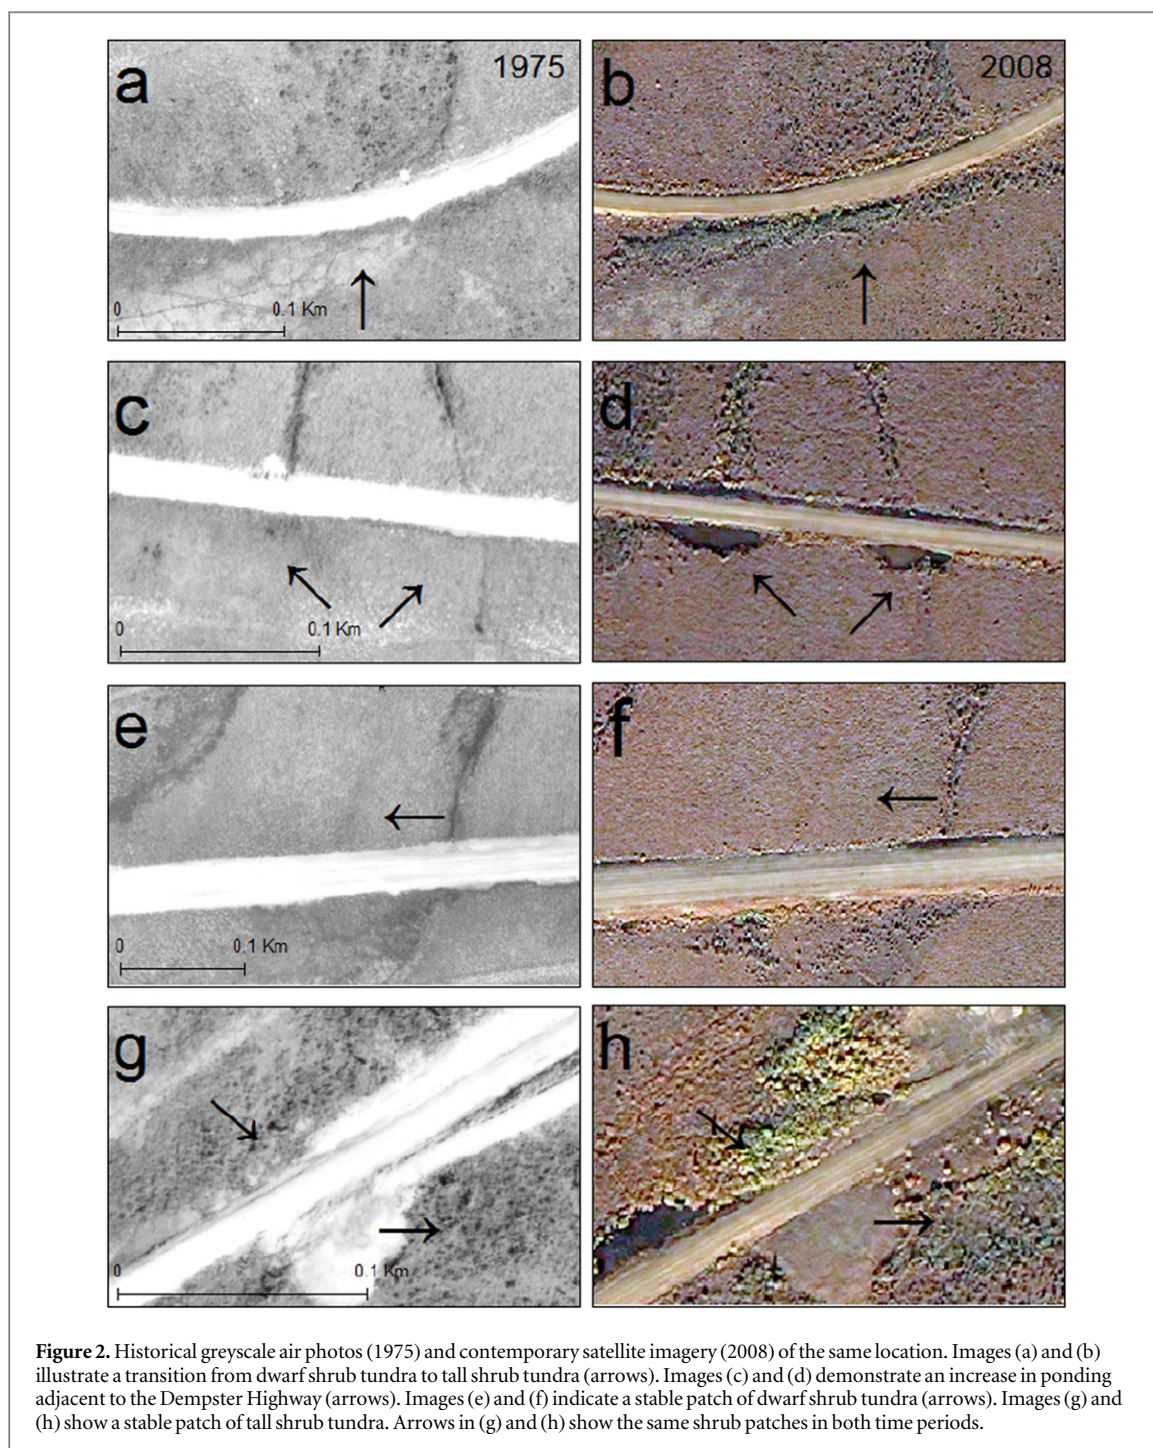 a
1975
b
2008
0
0.1 Km
c
d
0
0.1 Km
e
f
0
0.1 Km
g
h
0
0.1 Km
Figure 2. Historical greyscale air photos (1975) and contemporary satellite imagery (2008) of the same location. Images (a) and (b)
illustrate a transition from dwarf shrub tundra to tall shrub tundra (arrows). Images (c) and (d) demonstrate an increase in ponding
adjacent to the Dempster Highway (arrows). Images (e) and (f) indicate a stable patch of dwarf shrub tundra (arrows). Images (g) and
(h) show a stable patch of tall shrub tundra. Arrows in (g) and (h) show the same shrub patches in both time periods.